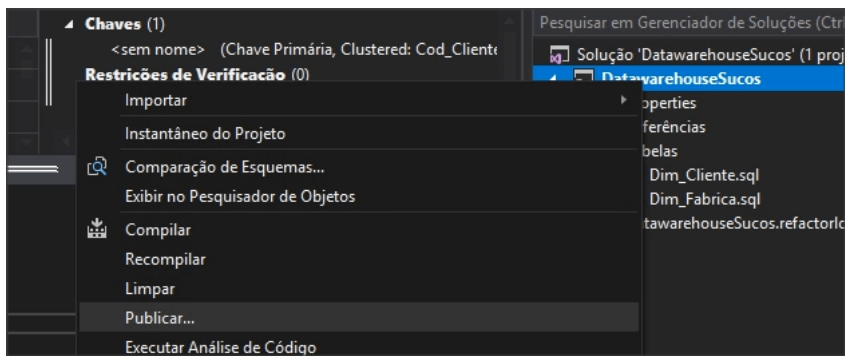 Chaves (1)
<sem nome> (Chave Primária, Clustered: Cod_Cliente
Restrições de Verificação (0)
Importar
Instantâneo do Projeto
Comparação de Esquemas...
Exibir no Pesquisador de Objetos
Compilar
Recompilar
Limpar
Publicar...
Executar Análise de Código
Pesquisar em Gerenciador de Soluções (Ctrl
Solução 'DatawarehouseSucos' (1 proj
DatawarehouseSucos
operties
ferências
belas
Dim_Cliente.sql
Dim_Fabrica.sql
tawarehouseSucos.refactorlo